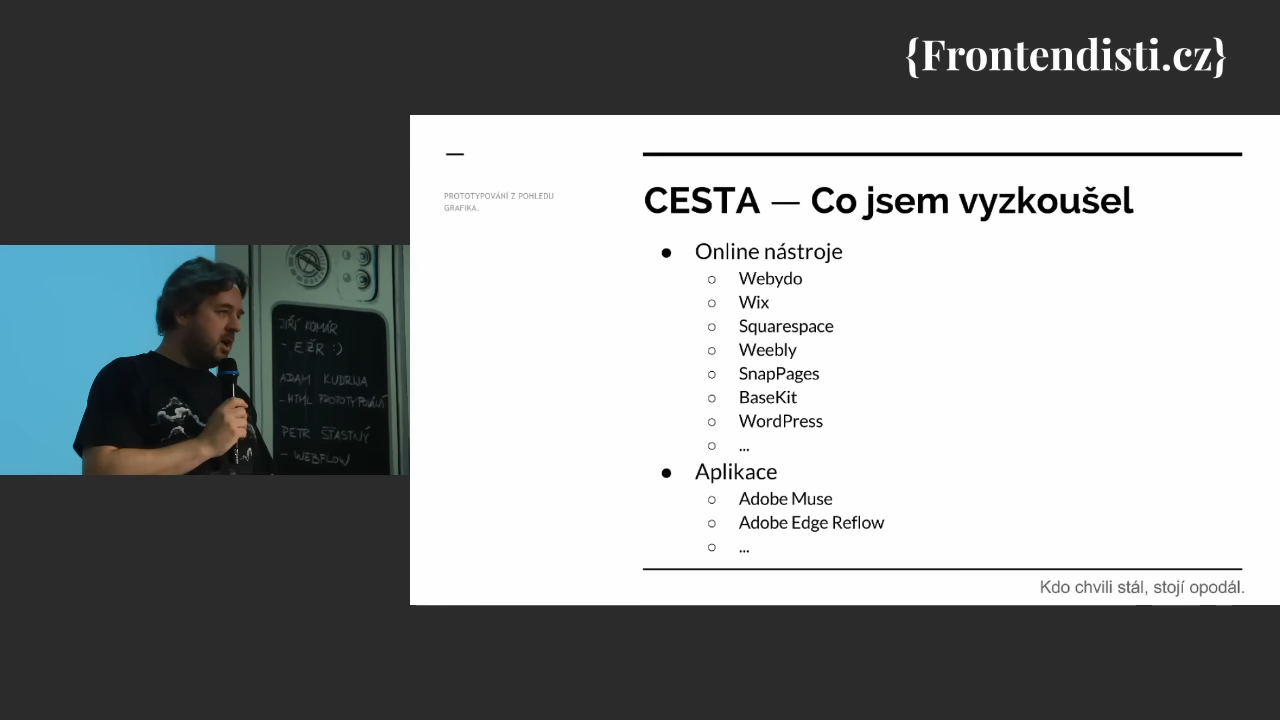 {Frontendisti.cz}
—
PROTOTYPOVÁNÍ Z POHLEDU
GRAFIKA.
CESTA — Co jsem vyzkoušel
● Online nástroje
○ Webydo
○ Wix
○ Squarespace
○ Weebly
○ SnapPages
○ BaseKit
○ WordPress
○ ...
● Aplikace
○ Adobe Muse
○ Adobe Edge Reflow
○ ...
Kdo chvili stál, stojí opodál.
JIŘÍ KOMÁR
- EŽR :)
ADAM KUDRNA
- HTML PROTOTYPOVÁNÍ
PETR ŠŤASTNÝ
- WEBFLOW